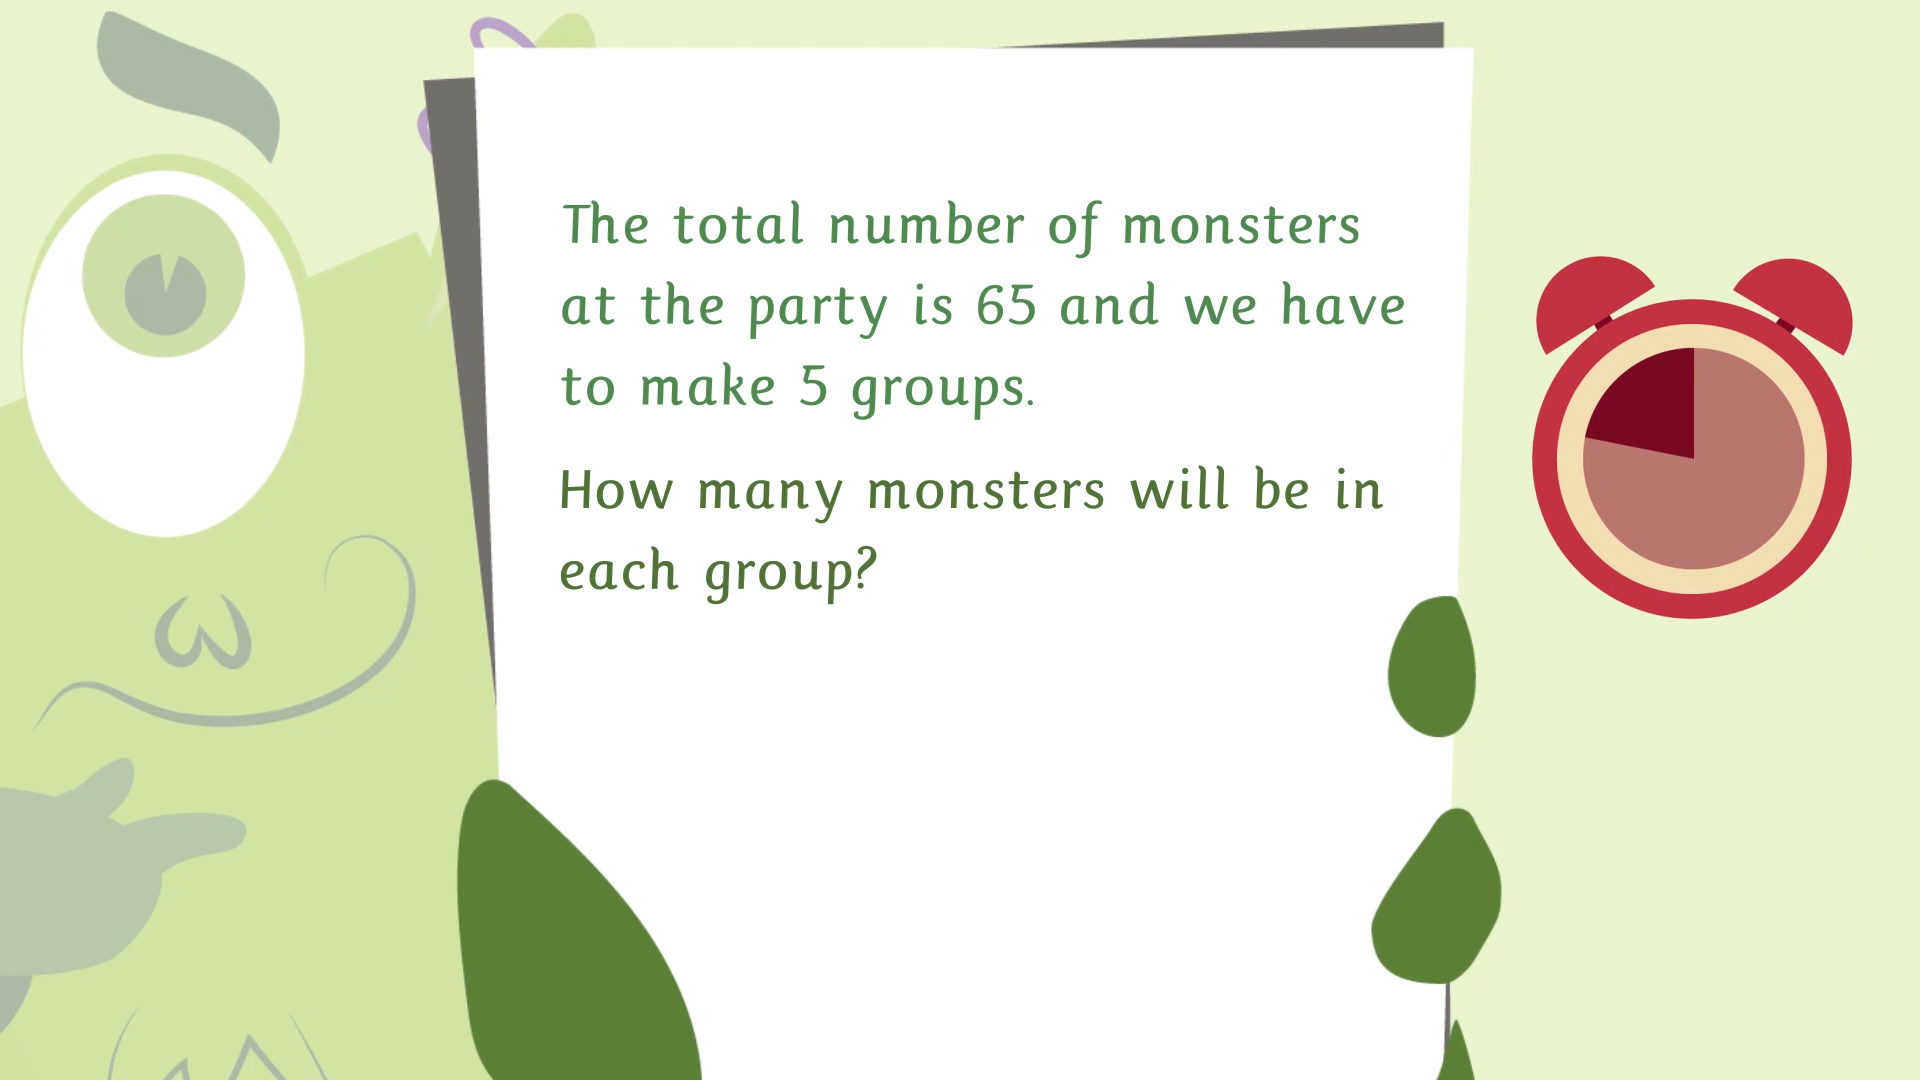 The total number of monsters
at the party is 65 and we have
to make 5 groups.
How many monsters will be in
each group?